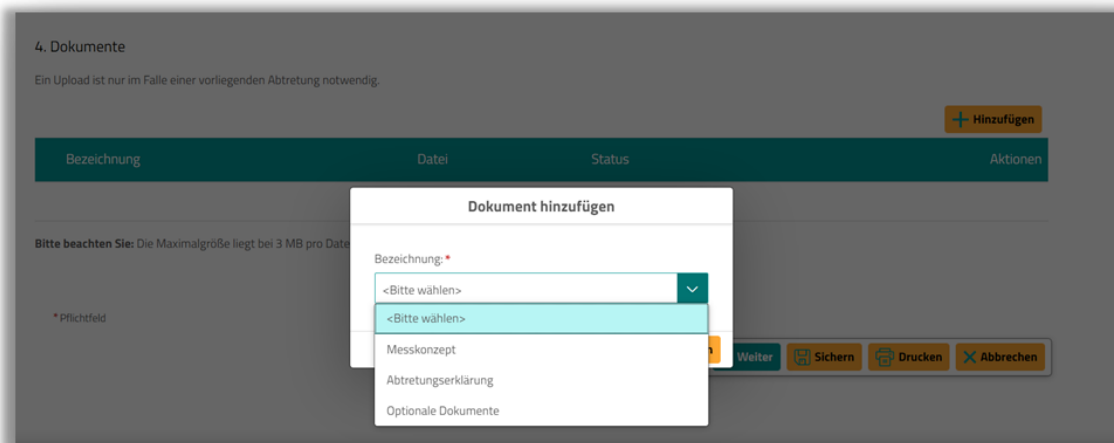 4. Dokumente
Ein Upload ist nur im Falle einer vorliegenden Abtretung notwendig.
Hinzufügen
Bezeichnung Datei Status Aktionen
Dokument hinzufügen
Bitte beachten Sie: Die Maximalgröße liegt bei 3 MB pro Date
Bezeichnung: *
<Bitte wählen>
<Bitte wählen>
* Pflichtfeld
Messkonzept
Weiter Sichern Drucken Abbrechen
Abtretungserklärung
Optionale Dokumente